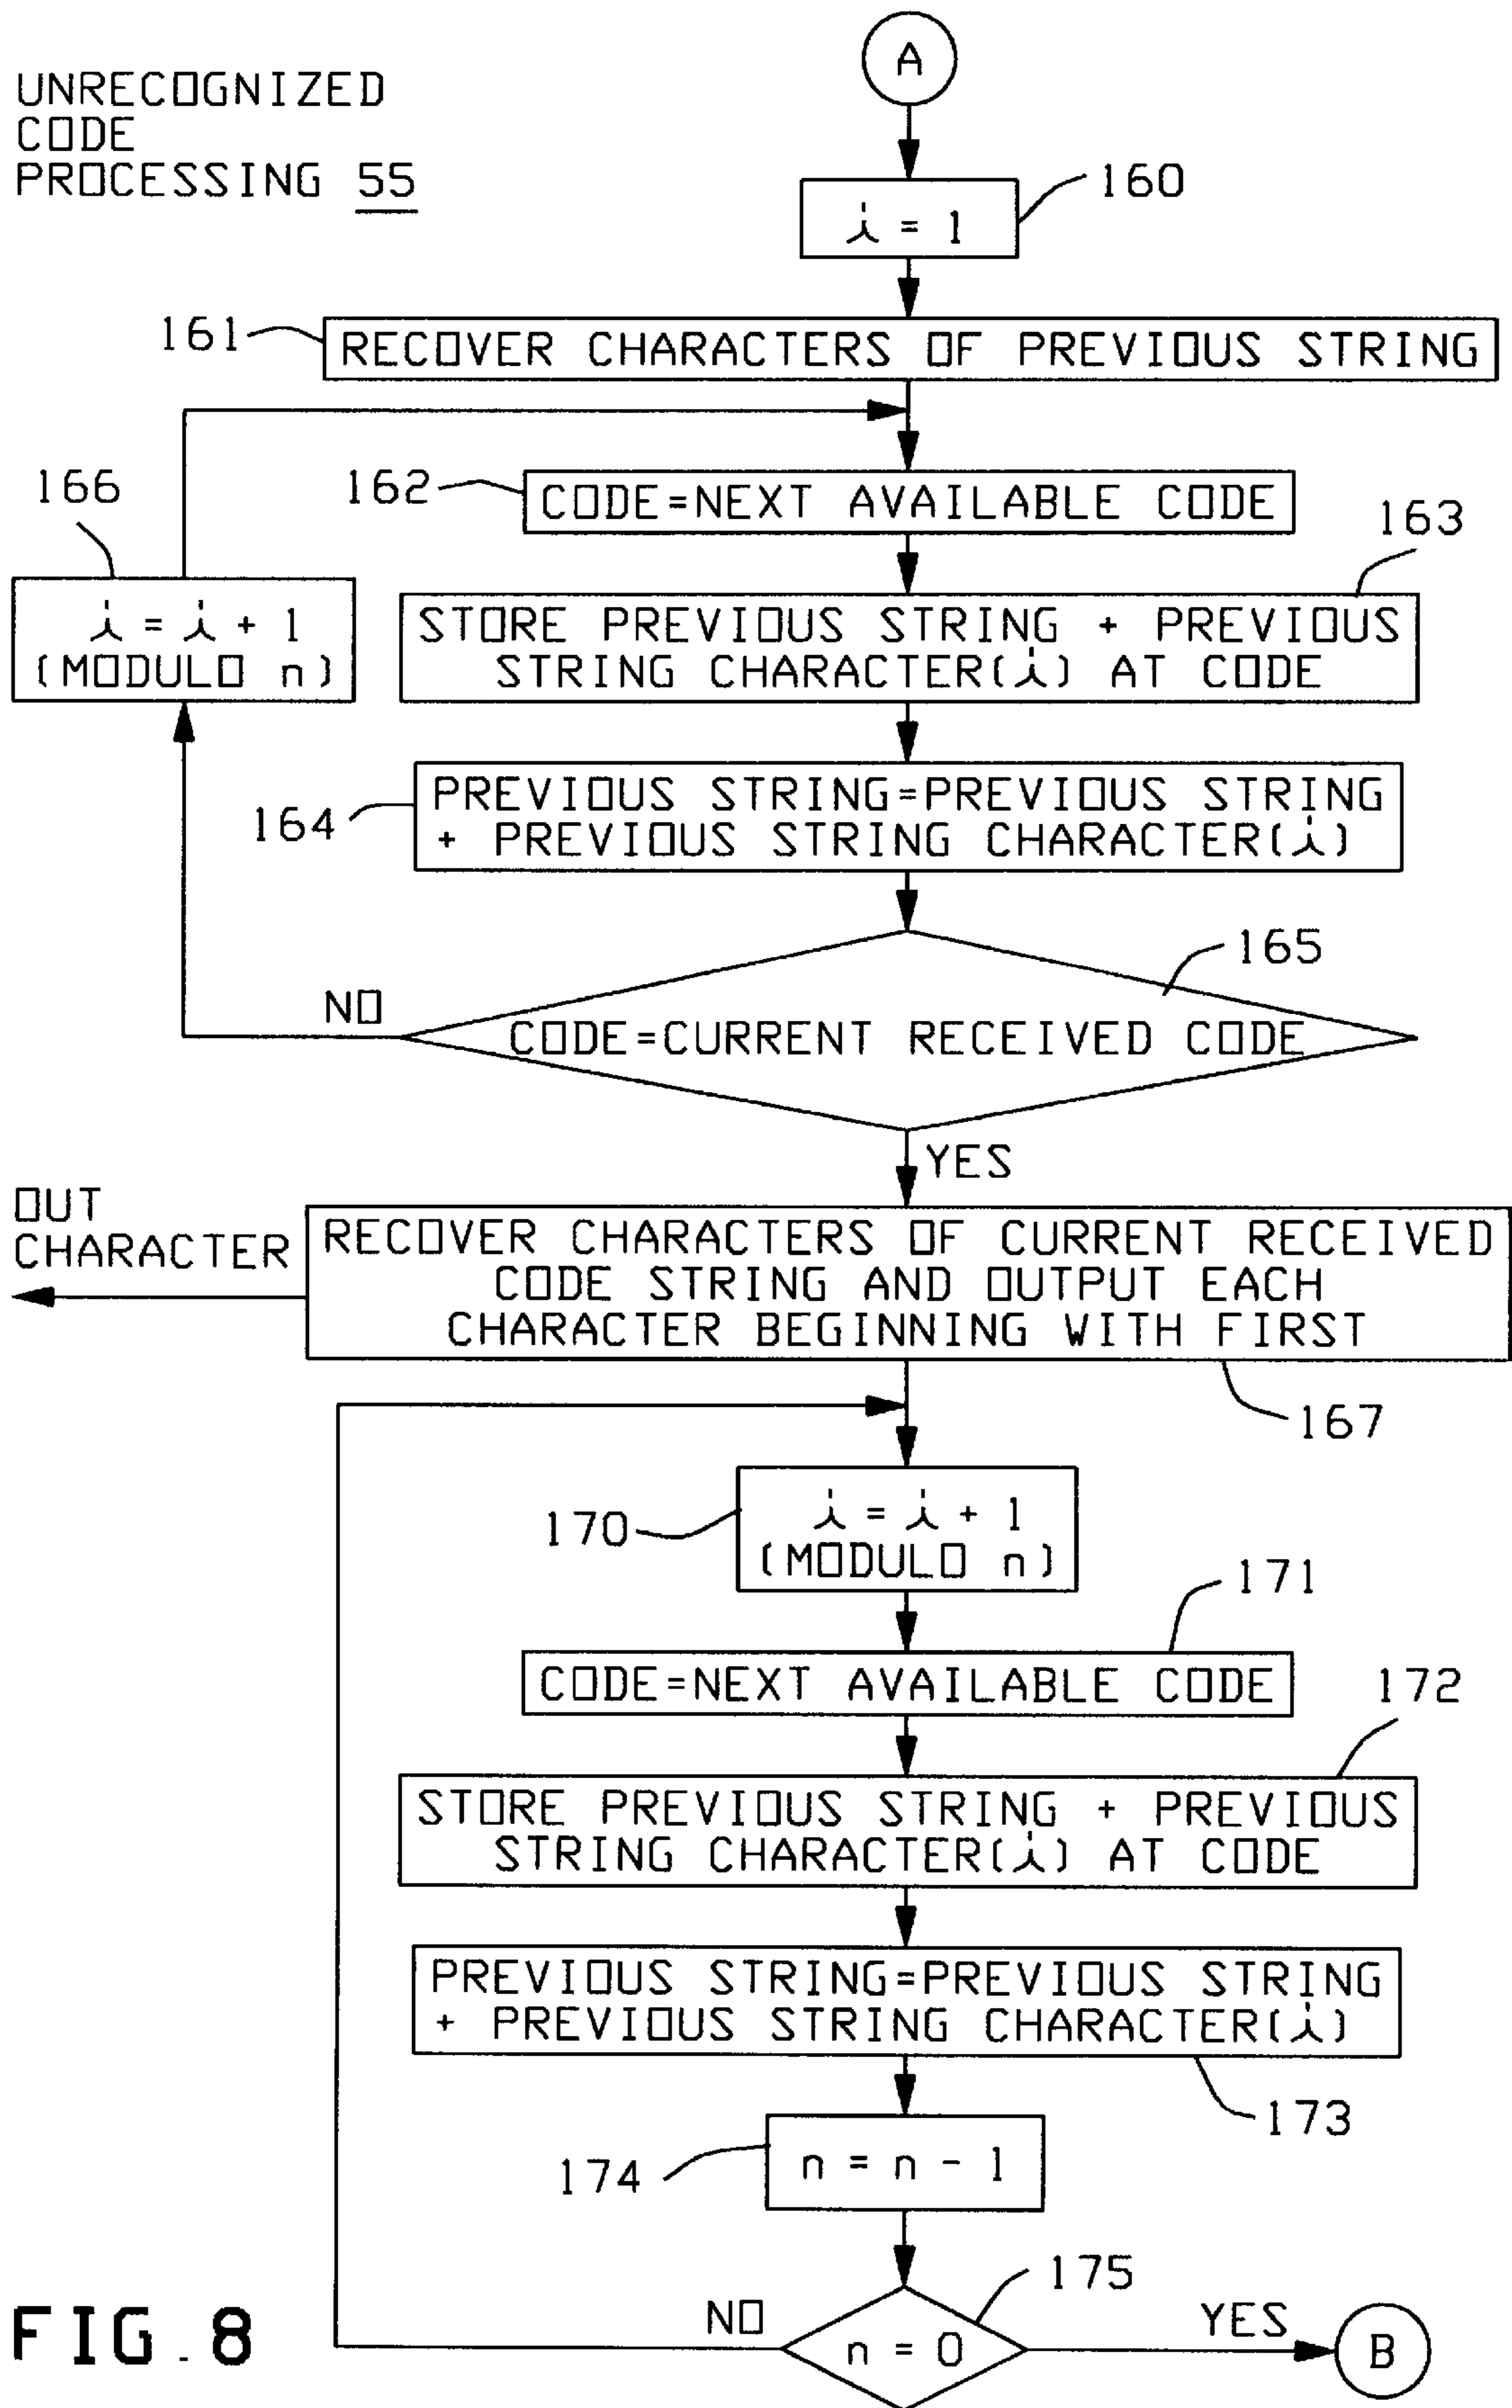 A
UNRECOGNIZED
CODE
PROCESSING 55
160
i = 1
161
RECOVER CHARACTERS OF PREVIOUS STRING
166
162
CODE=NEXT AVAILABLE CODE
163
i = i + 1
(MODULO n)
STORE PREVIOUS STRING + PREVIOUS
STRING CHARACTER(i) AT CODE
164
PREVIOUS STRING=PREVIOUS STRING
+ PREVIOUS STRING CHARACTER(i)
165
NO
CODE=CURRENT RECEIVED CODE
YES
OUT
CHARACTER
RECOVER CHARACTERS OF CURRENT RECEIVED
CODE STRING AND OUTPUT EACH
CHARACTER BEGINNING WITH FIRST
167
170
i = i + 1
(MODULO n)
171
CODE=NEXT AVAILABLE CODE
172
STORE PREVIOUS STRING + PREVIOUS
STRING CHARACTER(i) AT CODE
PREVIOUS STRING=PREVIOUS STRING
+ PREVIOUS STRING CHARACTER(i)
173
174
n = n - 1
175
NO
n = 0
YES
B
FIG. 8